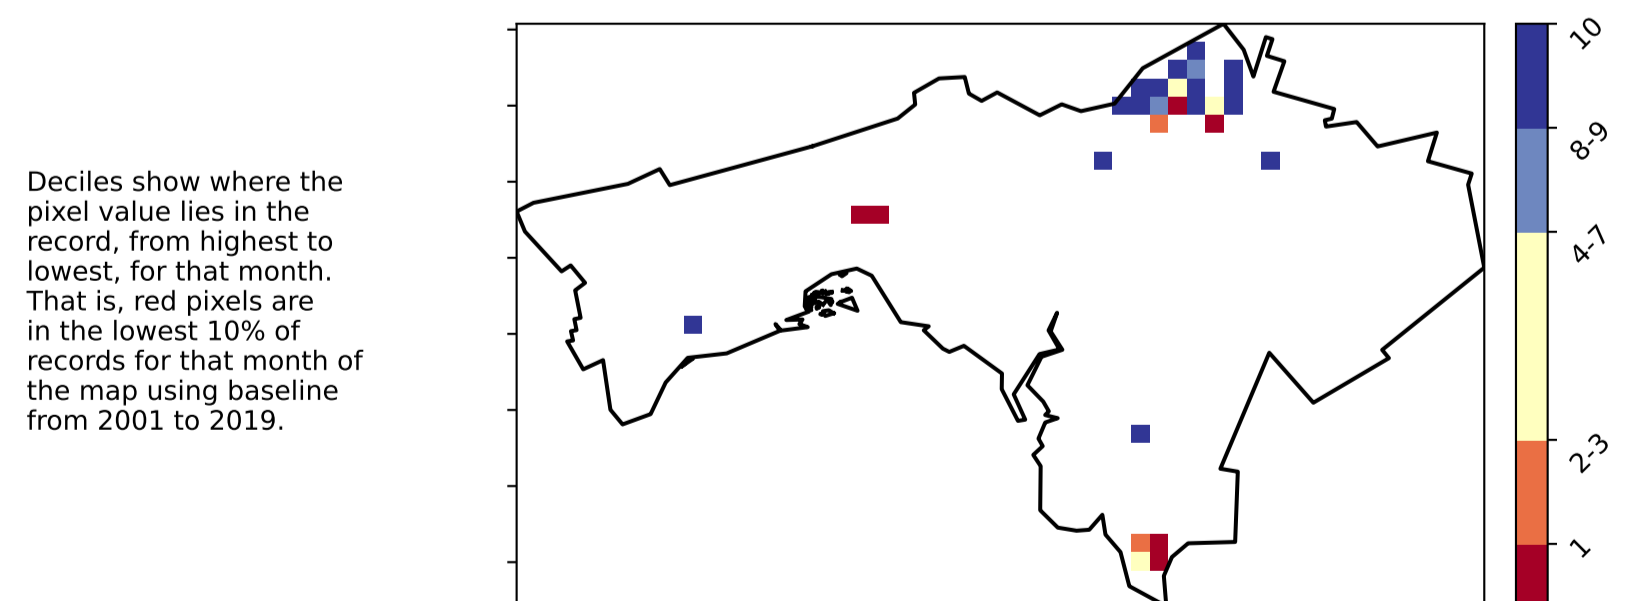 Deciles show where the
pixel value lies in the
record, from highest to
lowest, for that month.
That is, red pixels are
in the lowest 10% of
records for that month of
the map using baseline
from 2001 to 2019.
10
8-9
4-7
2-3
1